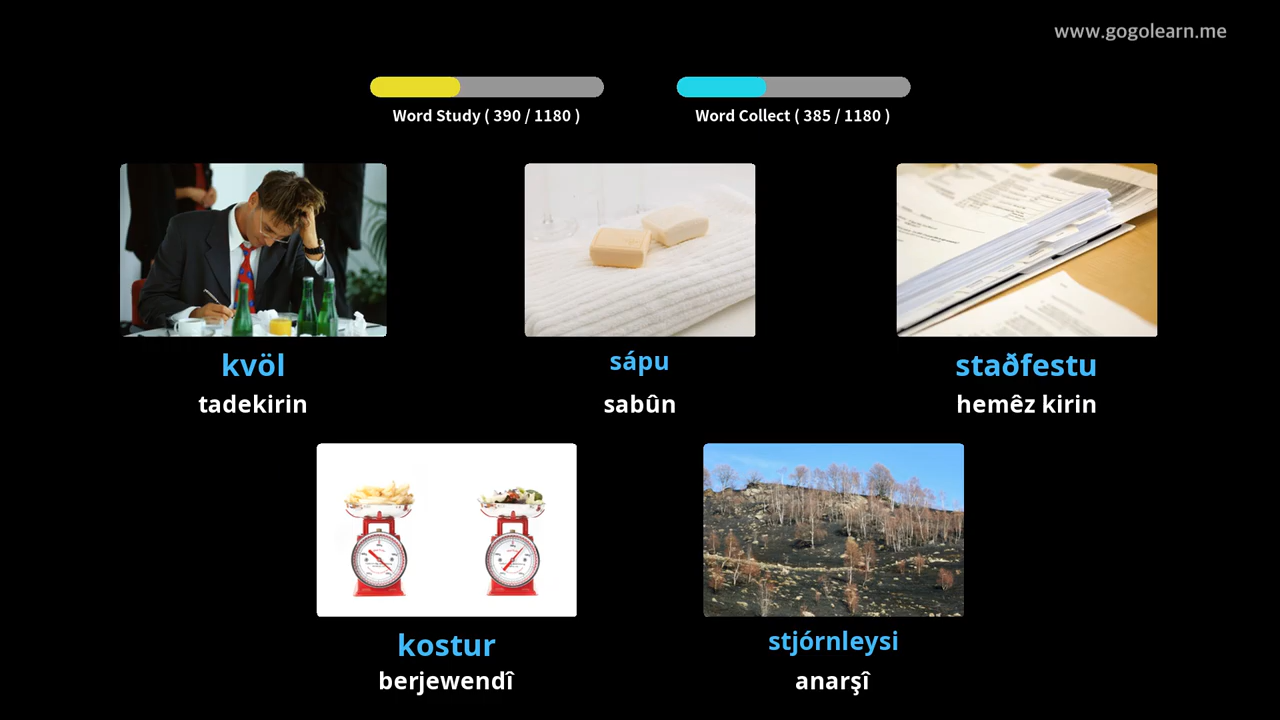 www.gogolearn.me
Word Study ( 390 / 1180 )
Word Collect ( 385 / 1180 )
kvöl
tadekirin
sápu
sabûn
staðfestu
hemêz kirin
kostur
berjewendî
stjórnleysi
anarşî